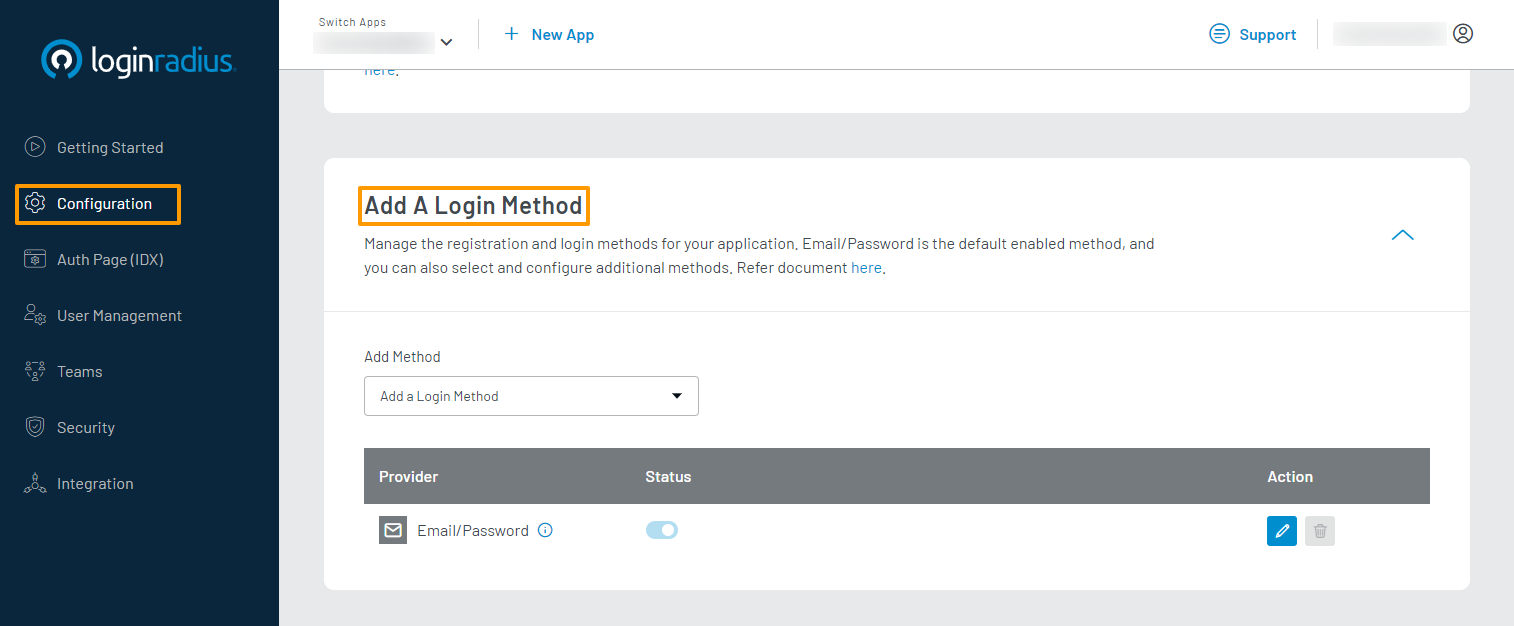 loginradius
Switch Apps
New App
Support
Getting Started
Configuration
Auth Page (IDX)
User Management
Teams
Security
Integration
here.
Add A Login Method
Manage the registration and login methods for your application. Email/Password is the default enabled method, and
you can also select and configure additional methods. Refer document here.
Add Method
Add a Login Method
Provider Status Action
Email/Password